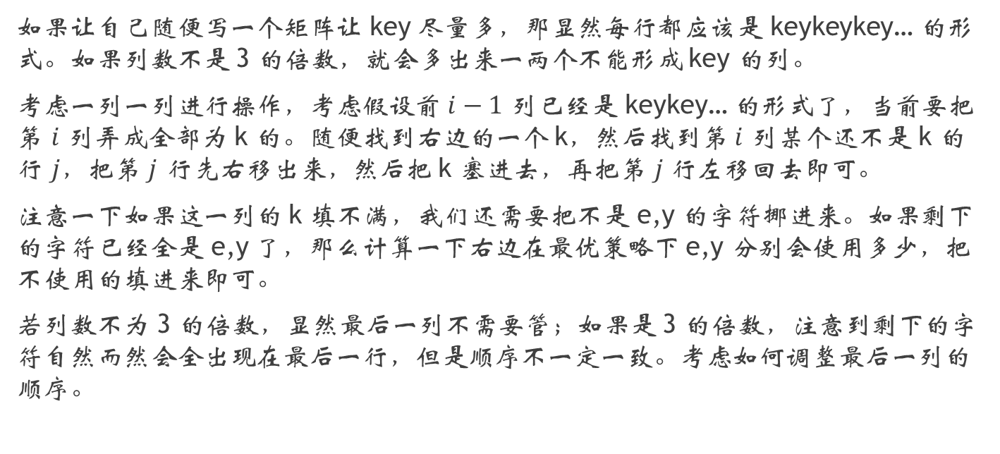 如果让自己随便写一个矩阵让 key 尽量多，那显然每行都应该是 keykeykey... 的形
式。如果列数不是 3 的倍数，就会多出来一两个不能形成 key 的列。
考虑一列一列进行操作，考虑假设前 i − 1 列已经是 keykey... 的形式了，当前要把
第 i 列弄成全部为 k 的。随便找到右边的一个 k，然后找到第 i 列某个还不是 k 的
行 j，把第 j 行先右移出来，然后把 k 塞进去，再把第 j 行左移回去即可。
注意一下如果这一列的 k 填不满，我们还需要把不是 e,y 的字符挪进来。如果剩下
的字符已经全是 e,y 了，那么计算一下右边在最优策略下 e,y 分别会使用多少，把
不使用的填进来即可。
若列数不为 3 的倍数，显然最后一列不需要管；如果是 3 的倍数，注意到剩下的字
符自然而然会全出现在最后一行，但是顺序不一定一致。考虑如何调整最后一列的
顺序。